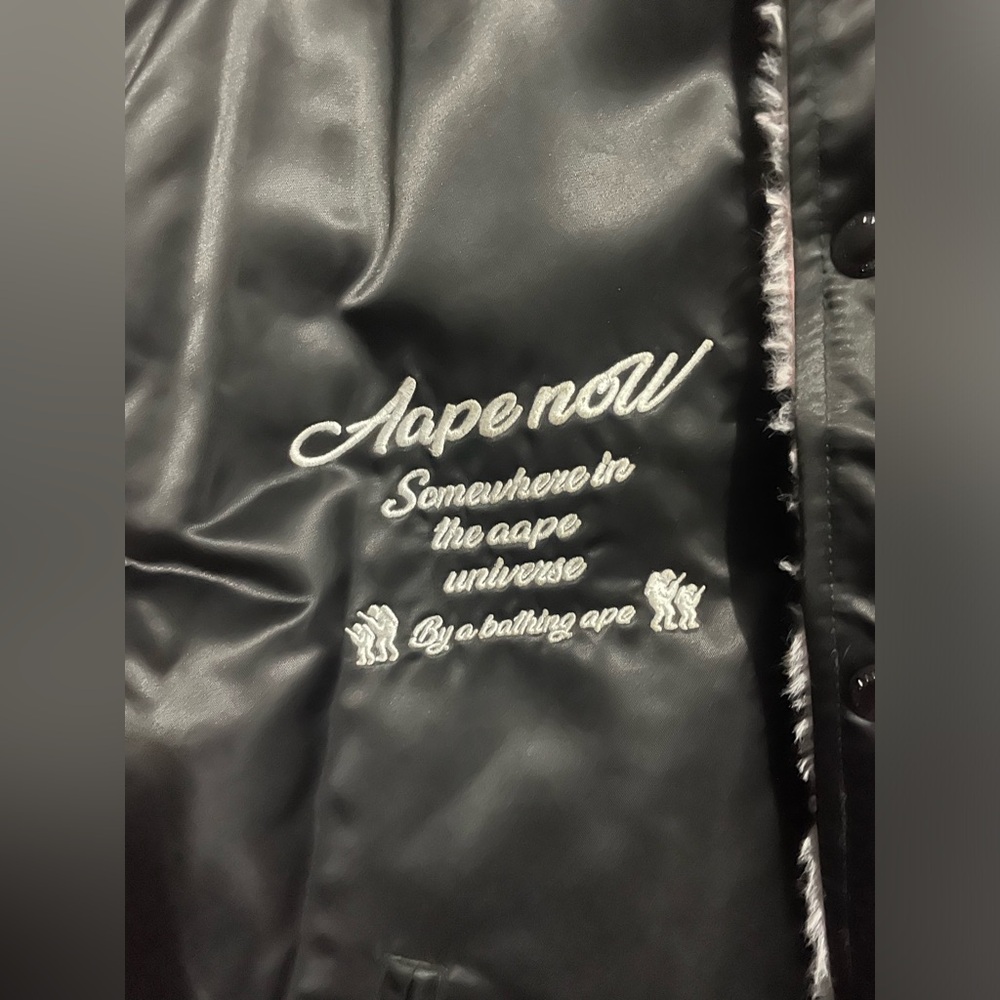 Aape now
Somewhere in
the aape
universe
By a bathing ape